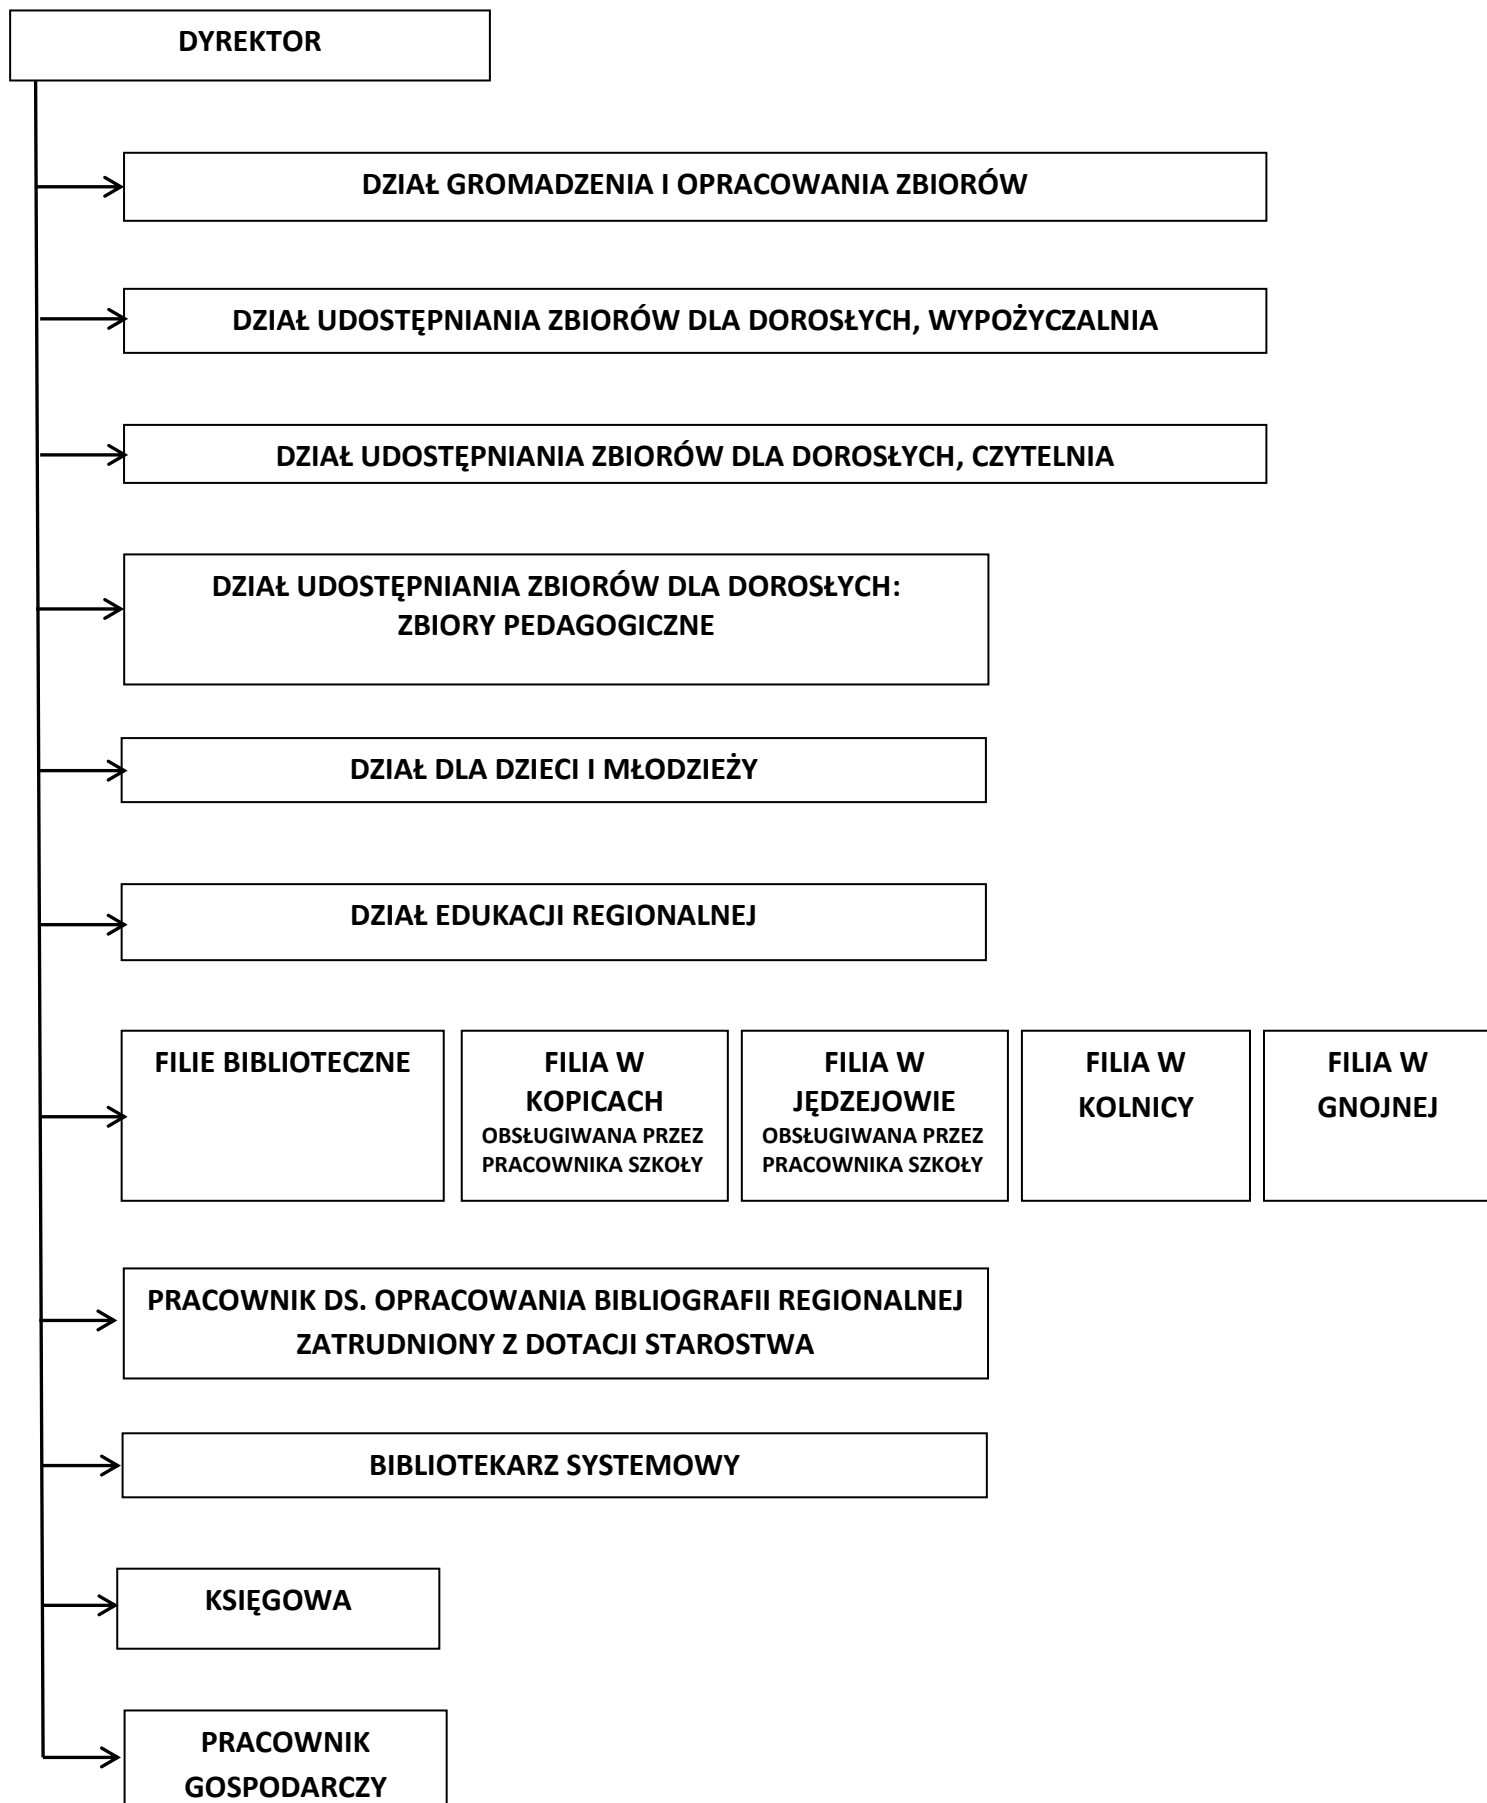 DYREKTOR
DZIAŁ GROMADZENIA I OPRACOWANIA ZBIORÓW
DZIAŁ UDOSTĘPNIANIA ZBIORÓW DLA DOROSŁYCH, WYPOŻYCZALNIA
DZIAŁ UDOSTĘPNIANIA ZBIORÓW DLA DOROSŁYCH, CZYTELNIA
DZIAŁ UDOSTĘPNIANIA ZBIORÓW DLA DOROSŁYCH:
ZBIORY PEDAGOGICZNE
DZIAŁ DLA DZIECI I MŁODZIEŻY
DZIAŁ EDUKACJI REGIONALNEJ
FILIE BIBLIOTECZNE
FILIA W
KOPICACH
OBSŁUGIWANA PRZEZ
PRACOWNIKA SZKOŁY
FILIA W
JĘDZEJOWIE
OBSŁUGIWANA PRZEZ
PRACOWNIKA SZKOŁY
FILIA W
KOLNICY
FILIA W
GNOJNEJ
PRACOWNIK DS. OPRACOWANIA BIBLIOGRAFII REGIONALNEJ
ZATRUDNIONY Z DOTACJI STAROSTWA
BIBLIOTEKARZ SYSTEMOWY
KSIĘGOWA
PRACOWNIK
GOSPODARCZY